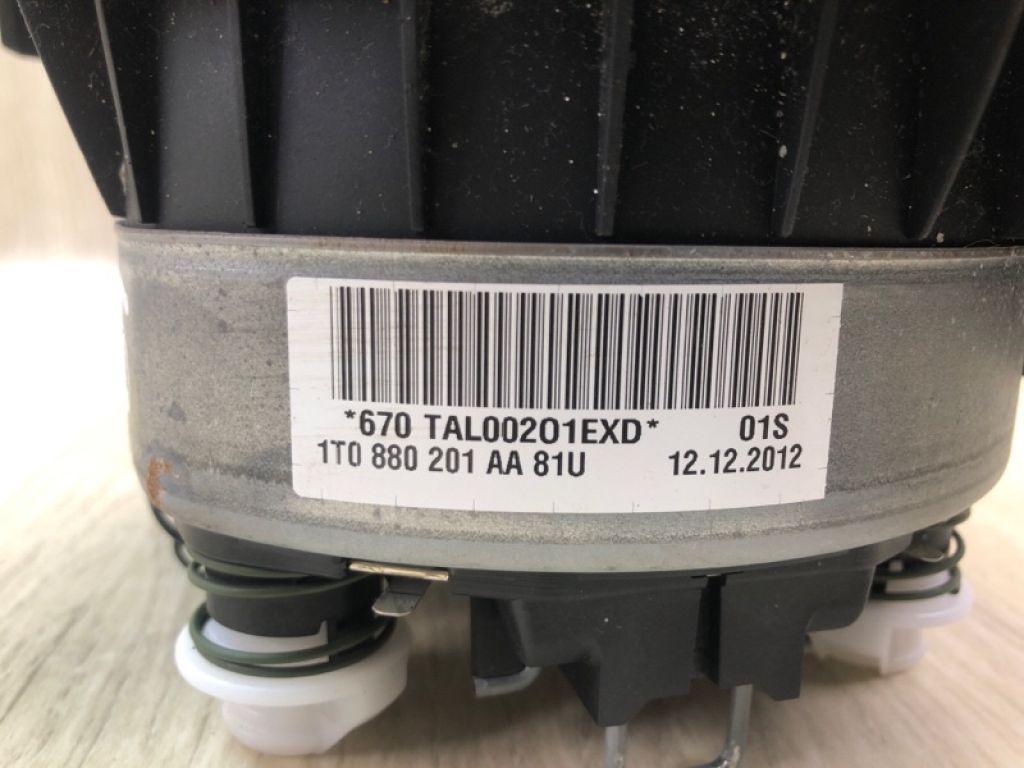 *670 TAL00201EXD* 01S
1T0 880 201 AA 81U 12.12.2012